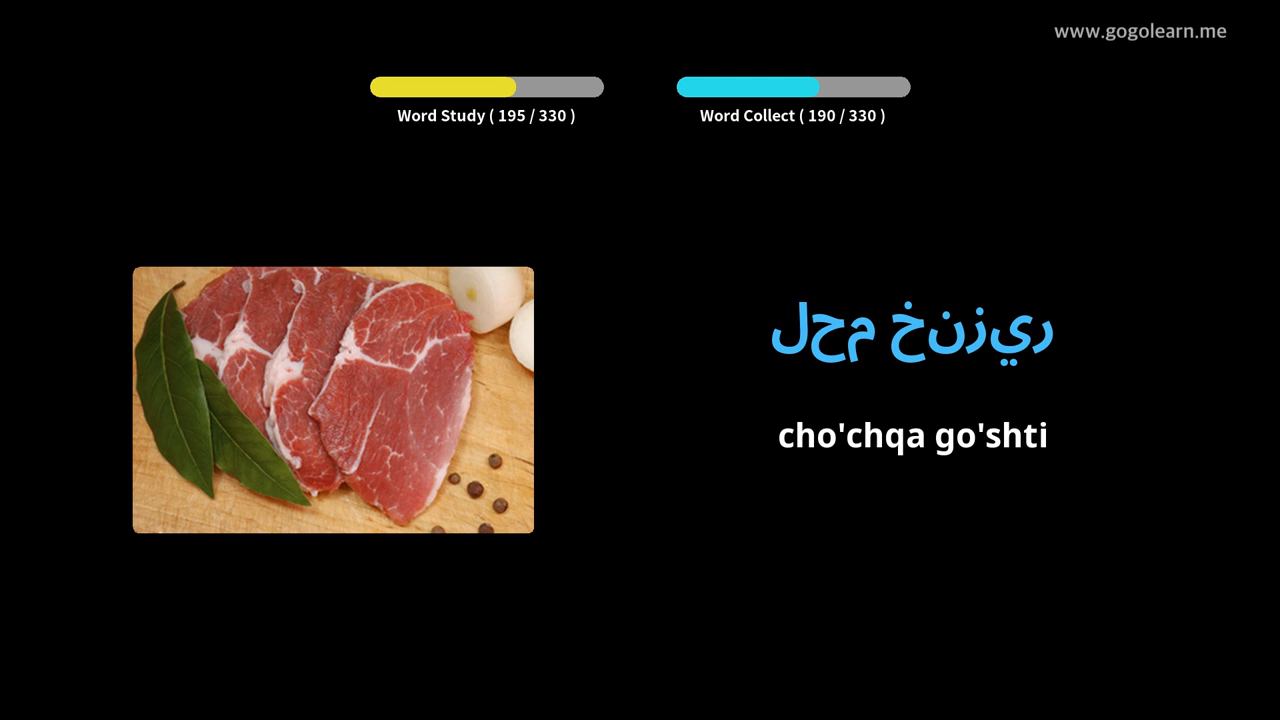 www.gogolearn.me
Word Study ( 195 / 330 )
Word Collect ( 190 / 330 )
لحم خنزير
cho'chqa go'shti